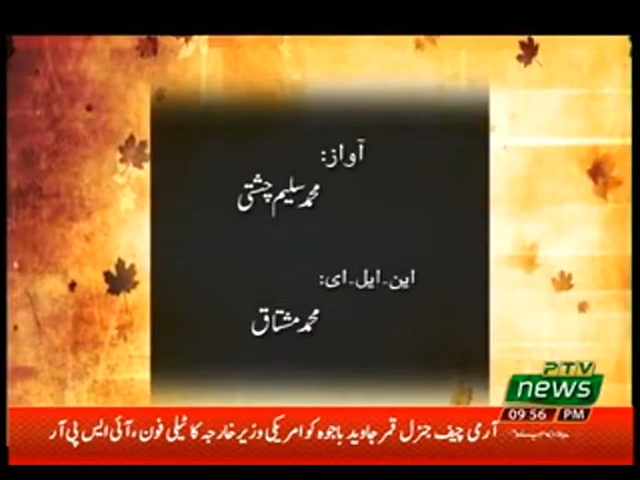 آواز:
محمد سلیم چشتی
این۔ایل۔ای:
محمد مشتاق
PTV
news
09:56 PM
آرمی چیف جنرل قمر جاوید باجوہ کو امریکی وزیر خارجہ کا ٹیلی فون، آئی ایس پی آر